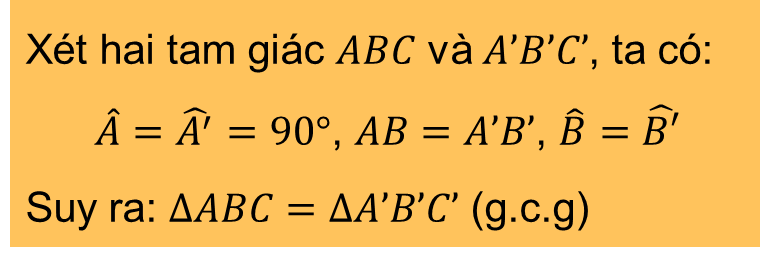 Xét hai tam giác ABC và A’B’C’, ta có:
Â = Â′ = 90°, AB = A’B’, B̂ = B̂′
Suy ra: ΔABC = ΔA’B’C’ (g.c.g)